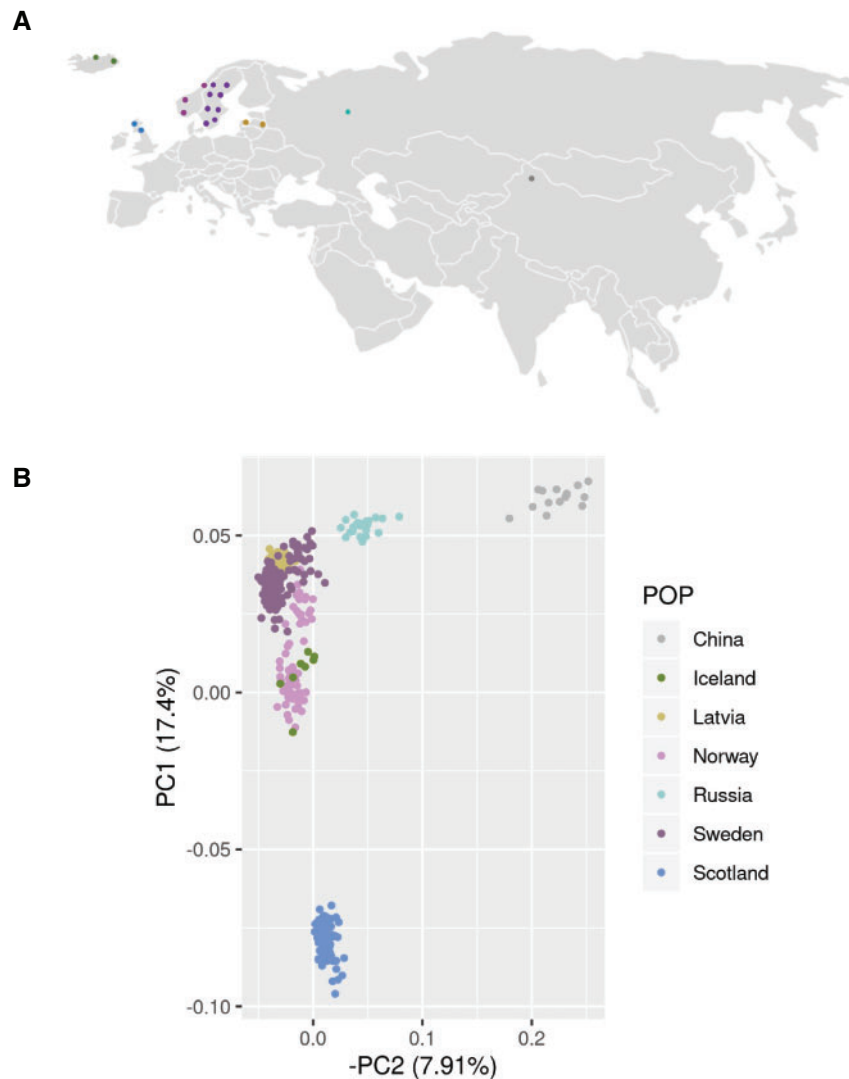 A
B
0.05
0.00
-0.05
-0.10
PC1 (17.4%)
0.0
0.1
0.2
-PC2 (7.91%)
POP
China
Iceland
Latvia
Norway
Russia
Sweden
Scotland